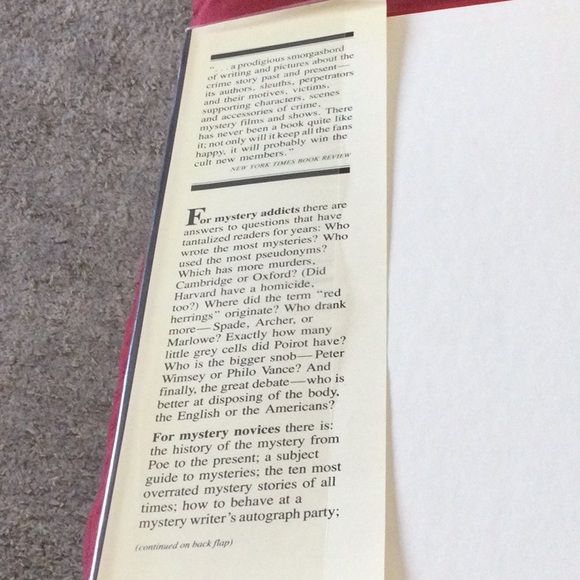 ". . . a prodigious smorgasbord
of writing and pictures about the
crime story past and present—
its authors, sleuths, perpetrators
and their motives, victims,
supporting characters, scenes
and accessories of crime,
mystery films and shows. There
has never been a book quite like
it; not only will it keep all the fans
happy, it will probably win the
cult new members."
NEW YORK TIMES BOOK REVIEW
For mystery addicts there are
answers to questions that have
tantalized readers for years: Who
wrote the most mysteries? Who
used the most pseudonyms?
Which has more murders,
Cambridge or Oxford? (Did
Harvard have a homicide,
too?) Where did the term "red
herrings" originate? Who drank
more—Spade, Archer, or
Marlowe? Exactly how many
little grey cells did Poirot have?
Who is the bigger snob—Peter
Wimsey or Philo Vance? And
finally, the great debate—who is
better at disposing of the body,
the English or the Americans?
For mystery novices there is:
the history of the mystery from
Poe to the present; a subject
guide to mysteries; the ten most
overrated mystery stories of all
times; how to behave at a
mystery writer's autograph party;
(continued on back flap)